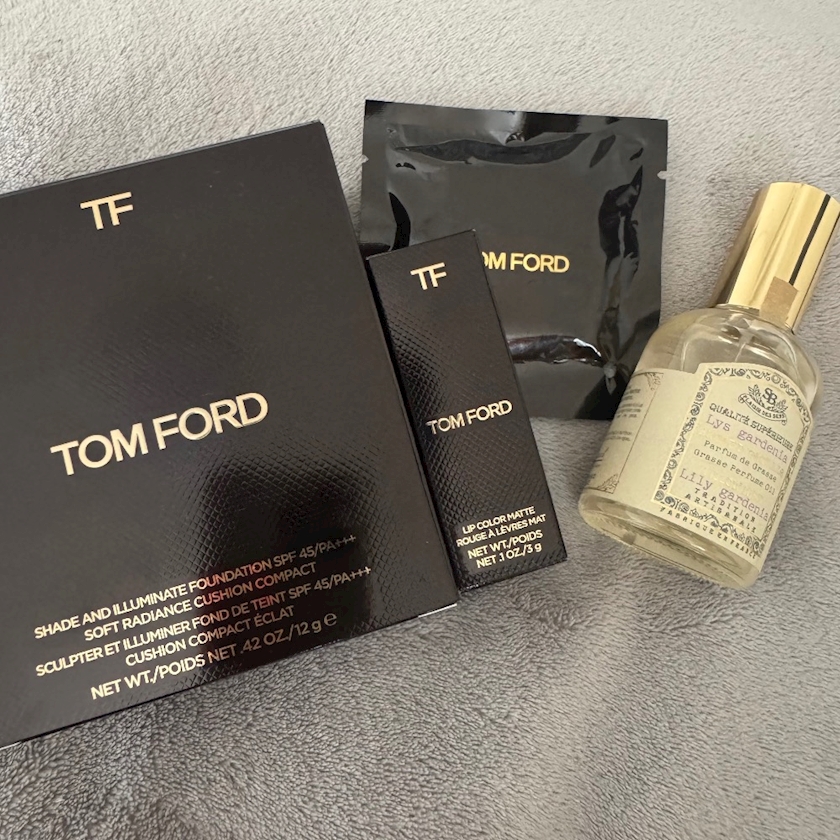 TF
TOM FORD
SHADE AND ILLUMINATE FOUNDATION SPF 45/PA+++
SOFT RADIANCE CUSHION COMPACT
SCULPTER ET ILLUMINER FOND DE TEINT SPF 45/PA+++
CUSHION COMPACT ÉCLAT
NET WT./POIDS NET .42 OZ./12 g e
TF
TOM FORD
LIP COLOR MATTE
ROUGE À LÈVRES MAT
NET WT./POIDS
NET .1 OZ./3 g
OM FORD
SB
QUALITÉ SUPÉRIEURE
Lys gardenia
Parfum de Grasse
Grasse Perfume Oil
Lily gardenia
TRADITION
ARTISANALE